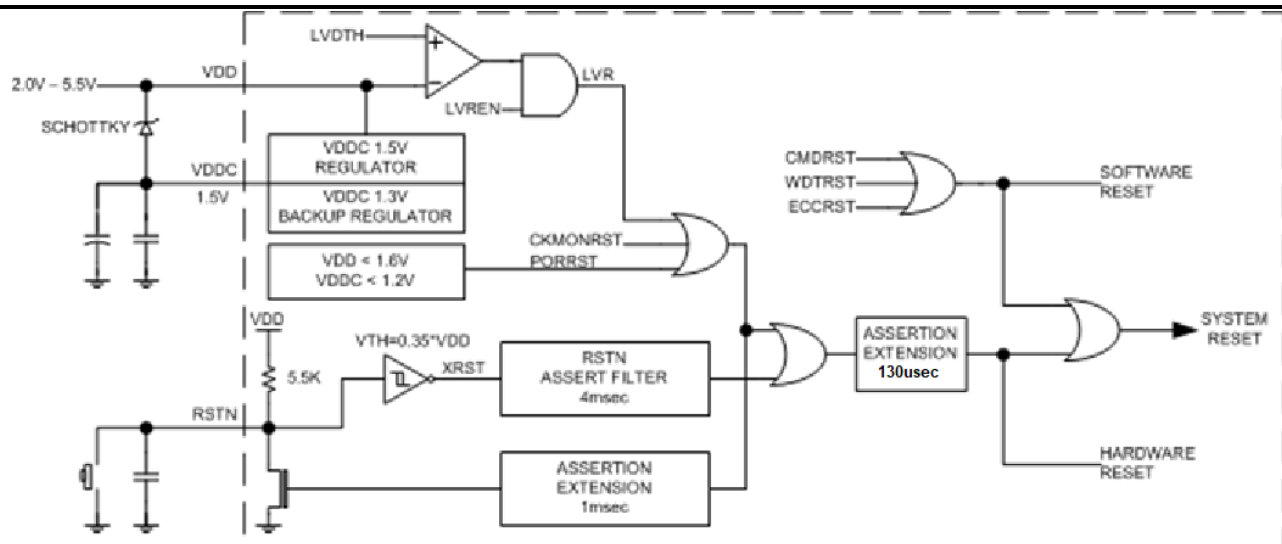 LVDTH
VDD
2.0V – 5.5V
LVR
LVREN
SCHOTTKY
VDDC 1.5V
REGULATOR
VDDC
1.5V
VDDC 1.3V
BACKUP REGULATOR
CMDRST
WDTRST
ECCRST
SOFTWARE
RESET
CKMONRST
PORRST
VDD < 1.6V
VDDC < 1.2V
VDD
VTH=0.35*VDD
XRST
5.5K
RSTN
ASSERT FILTER
4msec
ASSERTION
EXTENSION
130usec
SYSTEM
RESET
RSTN
ASSERTION
EXTENSION
1msec
HARDWARE
RESET